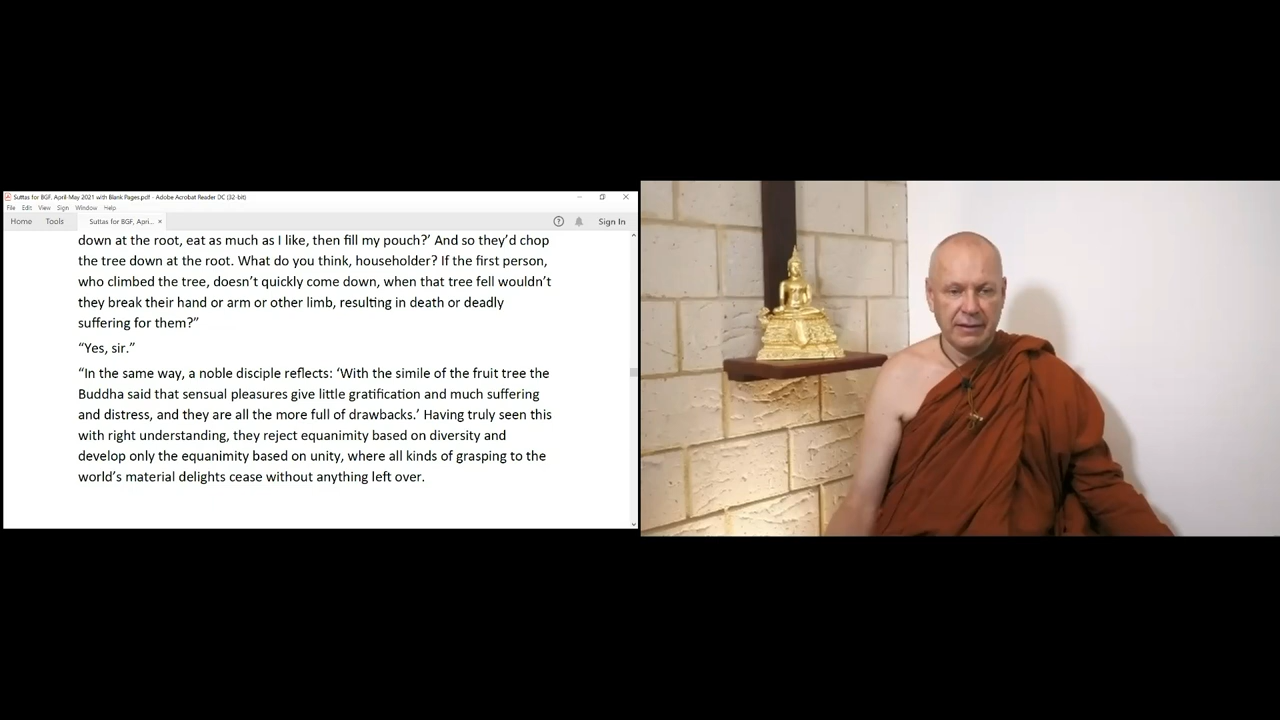 Suttas for BGF, April-May 2021 with Blank Pages.pdf - Adobe Acrobat Reader DC (32-bit)
File Edit View Sign Window Help
Home Tools Suttas for BGF, Apri... × Sign In
down at the root, eat as much as I like, then fill my pouch?’ And so they’d chop
the tree down at the root. What do you think, householder? If the first person,
who climbed the tree, doesn’t quickly come down, when that tree fell wouldn’t
they break their hand or arm or other limb, resulting in death or deadly
suffering for them?”
“Yes, sir.”
“In the same way, a noble disciple reflects: ‘With the simile of the fruit tree the
Buddha said that sensual pleasures give little gratification and much suffering
and distress, and they are all the more full of drawbacks.’ Having truly seen this
with right understanding, they reject equanimity based on diversity and
develop only the equanimity based on unity, where all kinds of grasping to the
world’s material delights cease without anything left over.